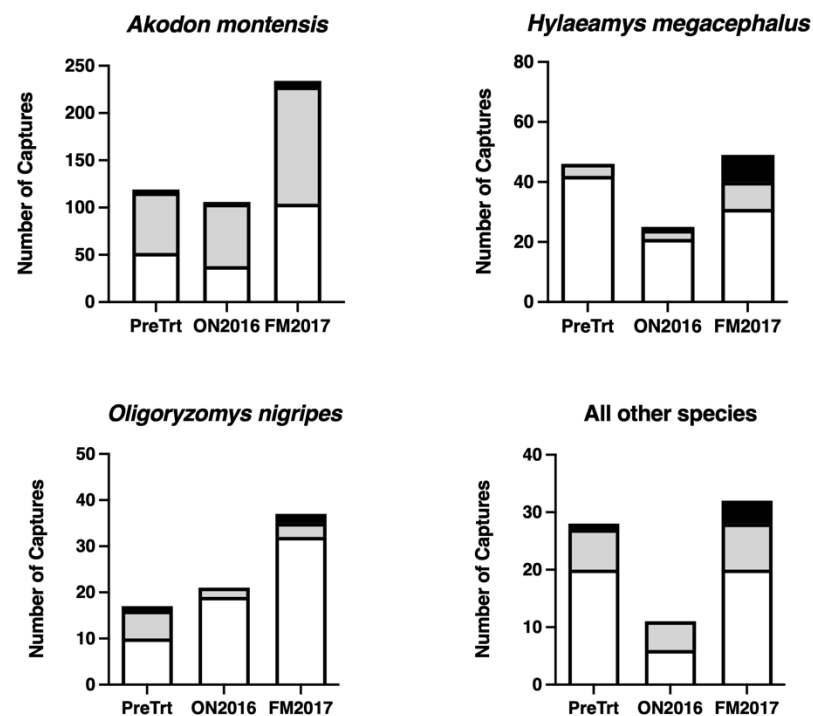 Akodon montensis
Number of Captures
250
200
150
100
50
0
PreTrt ON2016 FM2017
Hylaeamys megacephalus
Number of Captures
80
60
40
20
0
PreTrt ON2016 FM2017
Oligoryzomys nigripes
Number of Captures
50
40
30
20
10
0
PreTrt ON2016 FM2017
All other species
Number of Captures
40
30
20
10
0
PreTrt ON2016 FM2017